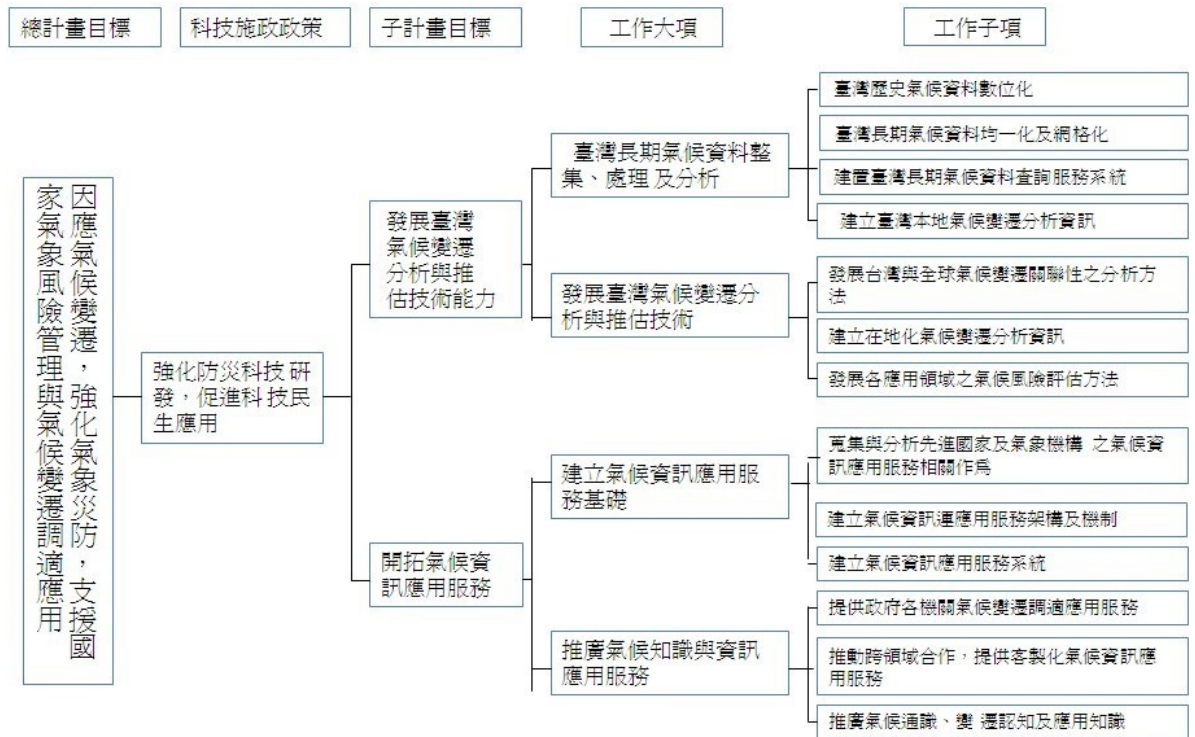 總計畫目標
科技施政政策
子計畫目標
工作大項
工作子項
因應氣候變遷，強化氣象災防，支援國
家氣象風險管理與氣候變遷調適應用
強化防災科技 研
發，促進科 技民
生應用
發展臺灣
氣候變遷
分析與推
估技術能力
臺灣長期氣候資料整
集、處理 及分析
臺灣歷史氣候資料數位化
臺灣長期氣候資料均一化及網格化
建置臺灣長期氣候資料查詢服務系統
建立臺灣本地氣候變遷分析資訊
發展臺灣氣候變遷分
析與推估技術
發展台灣與全球氣候變遷關聯性之分析方
法
建立在地化氣候變遷分析資訊
發展各應用領域之氣候風險評估方法
開拓氣候資
訊應用服務
建立氣候資訊應用服
務基礎
蒐集與分析先進國家及氣象機構 之氣候資
訊應用服務相關作為
建立氣候資訊運應用服務架構及機制
建立氣候資訊應用服務系統
推廣氣候知識與資訊
應用服務
提供政府各機關氣候變遷調適應用服務
推動跨領域合作，提供客製化氣候資訊應
用服務
推廣氣候通識、變 遷認知及應用知識